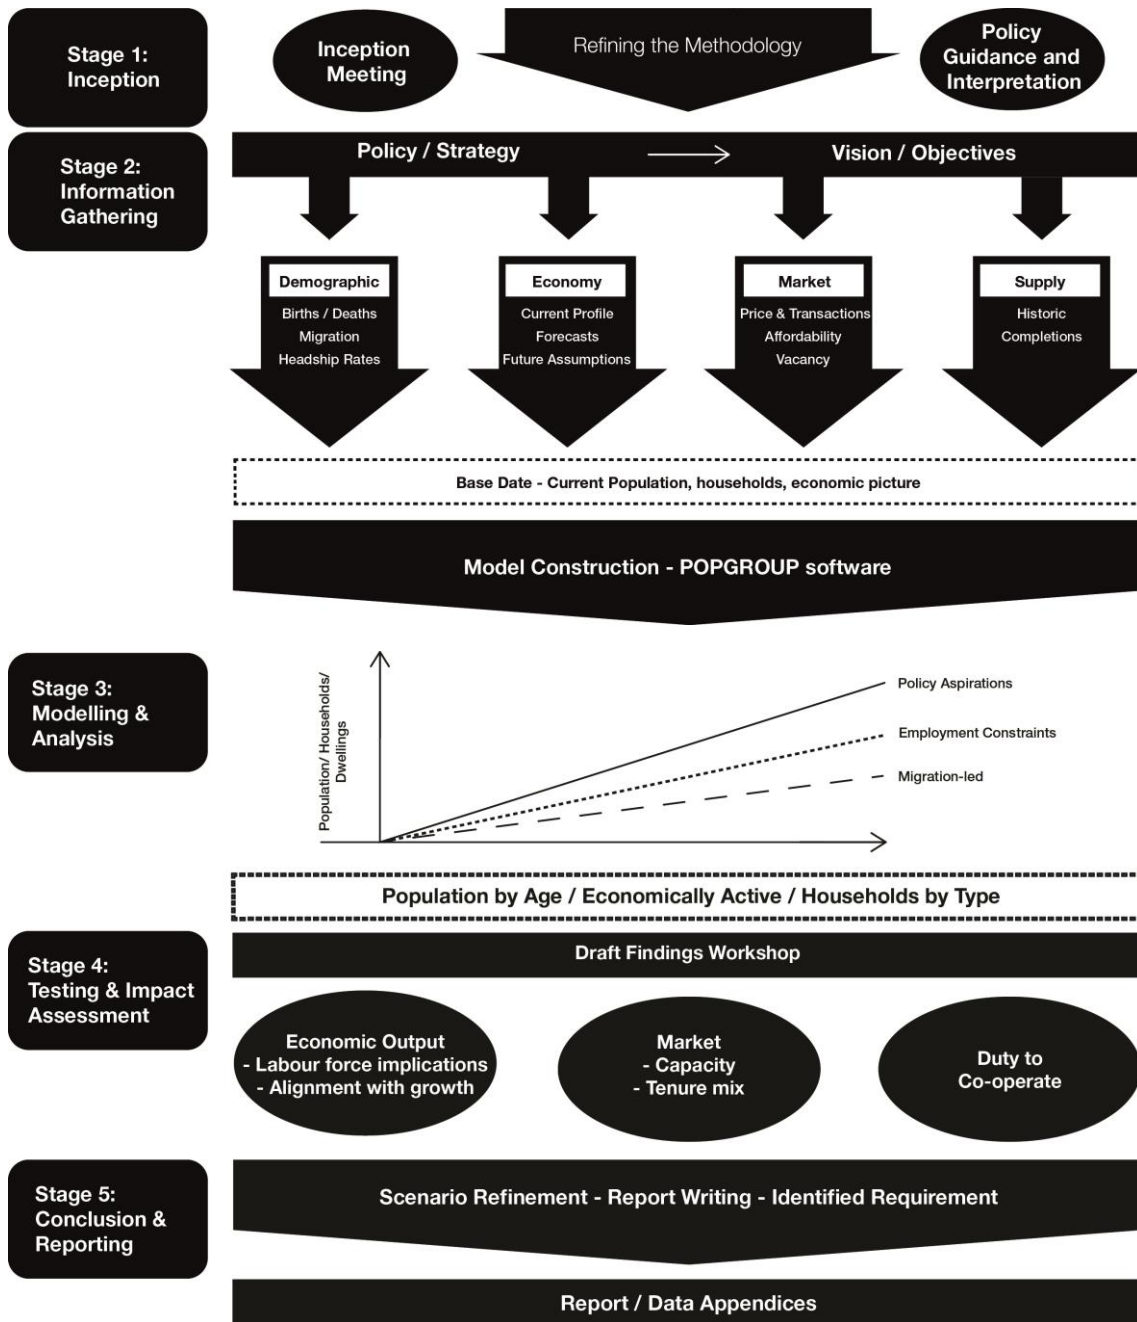 Stage 1:
Inception
Inception
Meeting
Refining the Methodology
Policy
Guidance and
Interpretation
Stage 2:
Information
Gathering
Policy / Strategy
Vision / Objectives
Demographic
Births / Deaths
Migration
Headship Rates
Economy
Current Profile
Forecasts
Future Assumptions
Market
Price & Transactions
Affordability
Vacancy
Supply
Historic
Completions
Base Date - Current Population, households, economic picture
Model Construction - POPGROUP software
Stage 3:
Modelling &
Analysis
Population/ Households/
Dwellings
Policy Aspirations
Employment Constraints
Migration-led
Population by Age / Economically Active / Households by Type
Stage 4:
Testing & Impact
Assessment
Draft Findings Workshop
Economic Output
- Labour force implications
- Alignment with growth
Market
- Capacity
- Tenure mix
Duty to
Co-operate
Stage 5:
Conclusion &
Reporting
Scenario Refinement - Report Writing - Identified Requirement
Report / Data Appendices